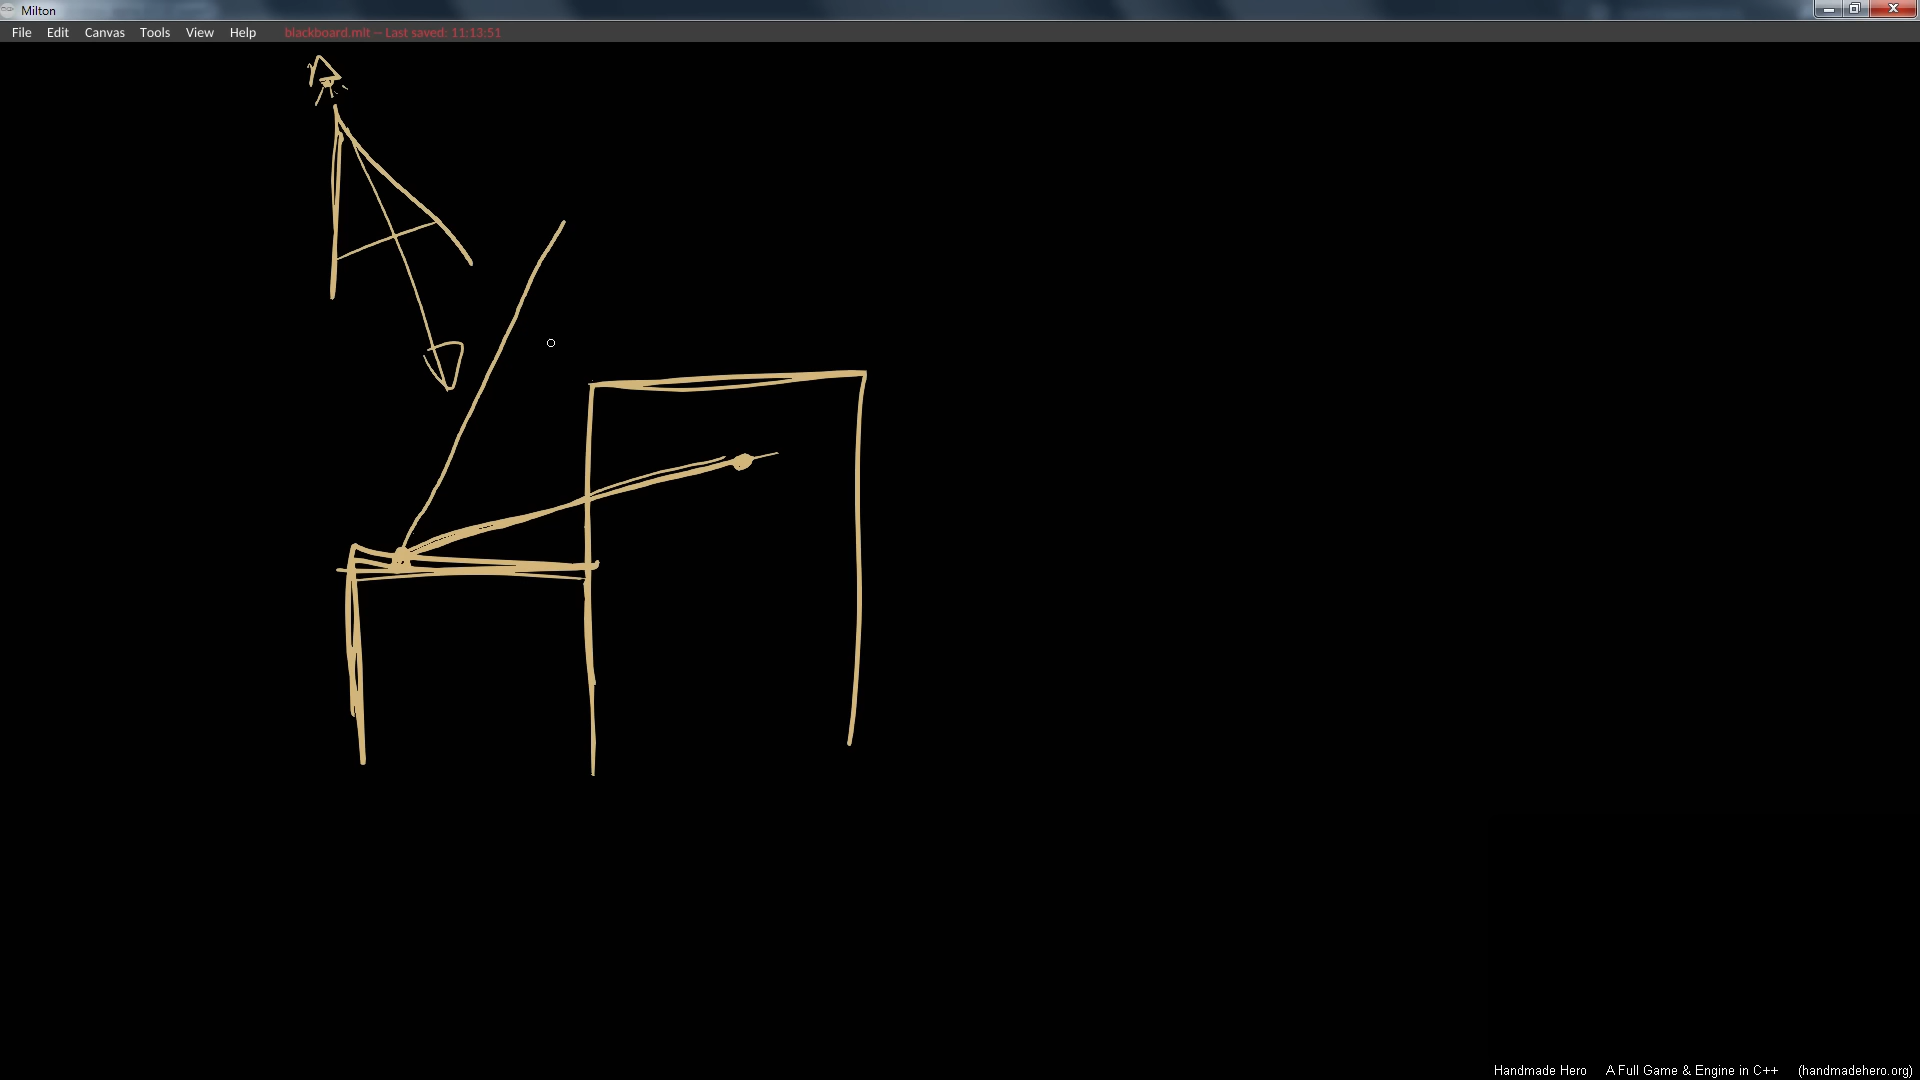 Milton
File Edit Canvas Tools View Help blackboard.mlt -- Last saved: 11:13:51
Handmade Hero A Full Game & Engine in C++ (handmadehero.org)